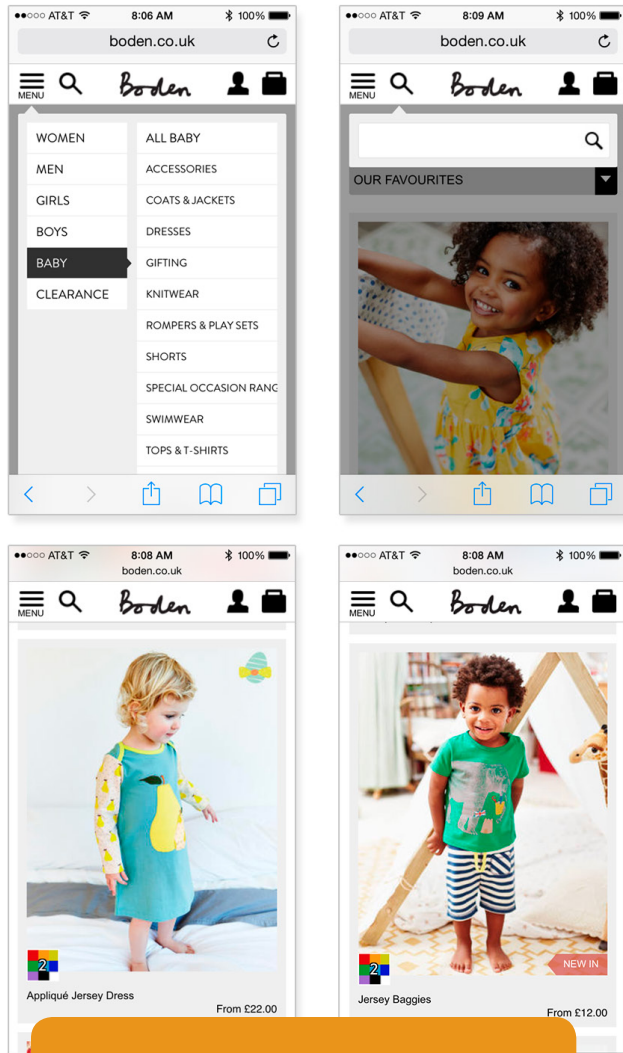 AT&T 8:06 AM 100%
boden.co.uk
MENU Boden
WOMEN
MEN
GIRLS
BOYS
BABY
CLEARANCE
ALL BABY
ACCESSORIES
COATS & JACKETS
DRESSES
GIFTING
KNITWEAR
ROMPERS & PLAY SETS
SHORTS
SPECIAL OCCASION RANG
SWIMWEAR
TOPS & T-SHIRTS
AT&T 8:09 AM 100%
boden.co.uk
MENU Boden
OUR FAVOURITES
AT&T 8:08 AM 100%
boden.co.uk
MENU Boden
2
Appliqué Jersey Dress
From £22.00
AT&T 8:08 AM 100%
boden.co.uk
MENU Boden
2
NEW IN
Jersey Baggies
From £12.00